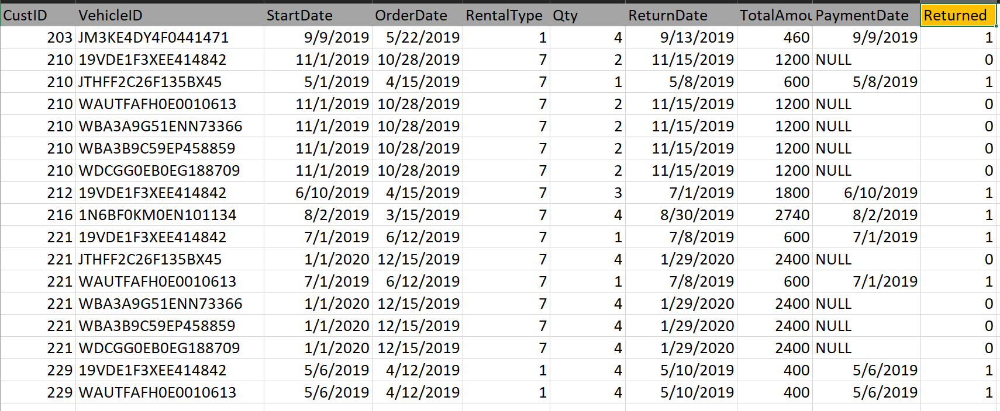 CustID VehicleID StartDate OrderDate RentalType Qty ReturnDate TotalAmou PaymentDate Returned
203 JM3KE4DY4F0441471 9/9/2019 5/22/2019 1 4 9/13/2019 460 9/9/2019 1
210 19VDE1F3XEE414842 11/1/2019 10/28/2019 7 2 11/15/2019 1200 NULL 0
210 JTHFF2C26F135BX45 5/1/2019 4/15/2019 7 1 5/8/2019 600 5/8/2019 1
210 WAUTFAFH0E0010613 11/1/2019 10/28/2019 7 2 11/15/2019 1200 NULL 0
210 WBA3A9G51ENN73366 11/1/2019 10/28/2019 7 2 11/15/2019 1200 NULL 0
210 WBA3B9C59EP458859 11/1/2019 10/28/2019 7 2 11/15/2019 1200 NULL 0
210 WDCGG0EB0EG188709 11/1/2019 10/28/2019 7 2 11/15/2019 1200 NULL 0
212 19VDE1F3XEE414842 6/10/2019 4/15/2019 7 3 7/1/2019 1800 6/10/2019 1
216 1N6BF0KM0EN101134 8/2/2019 3/15/2019 7 4 8/30/2019 2740 8/2/2019 1
221 19VDE1F3XEE414842 7/1/2019 6/12/2019 7 1 7/8/2019 600 7/1/2019 1
221 JTHFF2C26F135BX45 1/1/2020 12/15/2019 7 4 1/29/2020 2400 NULL 0
221 WAUTFAFH0E0010613 7/1/2019 6/12/2019 7 1 7/8/2019 600 7/1/2019 1
221 WBA3A9G51ENN73366 1/1/2020 12/15/2019 7 4 1/29/2020 2400 NULL 0
221 WBA3B9C59EP458859 1/1/2020 12/15/2019 7 4 1/29/2020 2400 NULL 0
221 WDCGG0EB0EG188709 1/1/2020 12/15/2019 7 4 1/29/2020 2400 NULL 0
229 19VDE1F3XEE414842 5/6/2019 4/12/2019 1 4 5/10/2019 400 5/6/2019 1
229 WAUTFAFH0E0010613 5/6/2019 4/12/2019 1 4 5/10/2019 400 5/6/2019 1